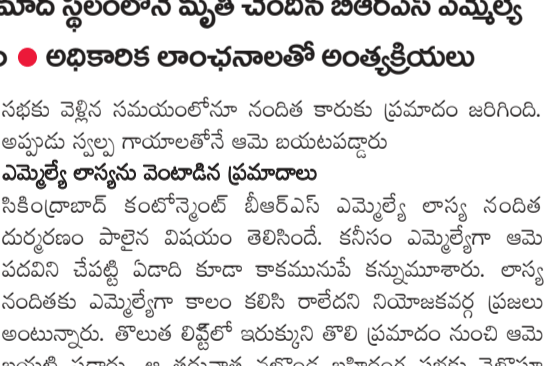 స్థలంలోనే మృతి చెందిన బీఆర్ఎస్ ఎమ్మెల్యే
● అధికారిక లాంఛనాలతో అంత్యక్రియలు
సభకు వెళ్లిన సమయంలోనూ నందిత కారుకు ప్రమాదం జరిగింది.
అప్పుడు స్వల్ప గాయాలతోనే ఆమె బయటపడ్డారు
ఎమ్మెల్యే లాస్యను వెంటాడిన ప్రమాదాలు
సికింద్రాబాద్ కంటోన్మెంట్ బీఆర్ఎస్ ఎమ్మెల్యే లాస్య నందిత
దుర్మరణం పాలైన విషయం తెలిసిందే. కనీసం ఎమ్మెల్యేగా ఆమె
పదవిని చేపట్టి ఏడాది కూడా కాకమునుపే కన్నుమూశారు. లాస్య
నందితకు ఎమ్మెల్యేగా కాలం కలిసి రాలేదని నియోజకవర్గ ప్రజలు
అంటున్నారు. తొలుత లిఫ్ట్‌లో ఇరుక్కుని తొలి ప్రమాదం నుంచి ఆమె